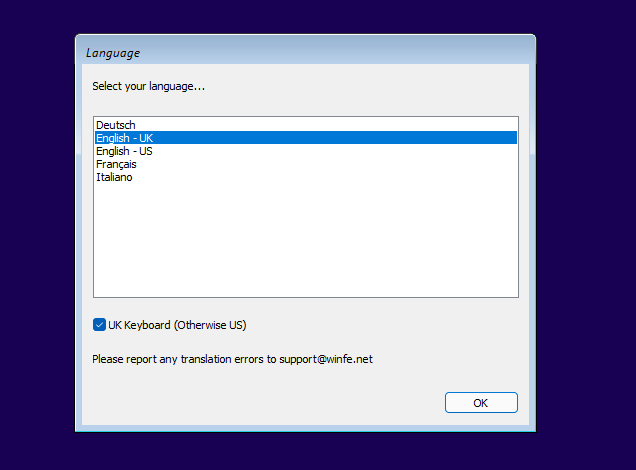 Language
Select your language...
Deutsch
English - UK
English - US
Français
Italiano
UK Keyboard (Otherwise US)
Please report any translation errors to support@winfe.net
OK